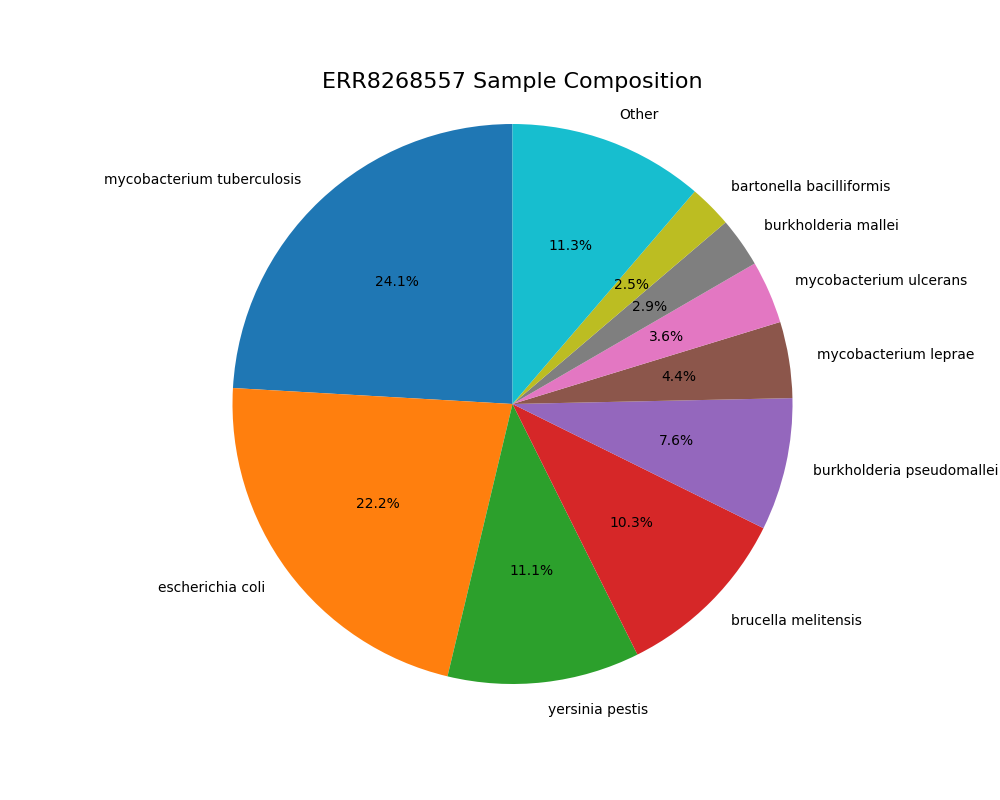 ERR8268557 Sample Composition
Other
mycobacterium tuberculosis
bartonella bacilliformis
burkholderia mallei
11.3%
24.1%
2.5%
mycobacterium ulcerans
2.9%
3.6%
mycobacterium leprae
4.4%
7.6%
burkholderia pseudomallei
22.2%
10.3%
11.1%
escherichia coli
brucella melitensis
yersinia pestis